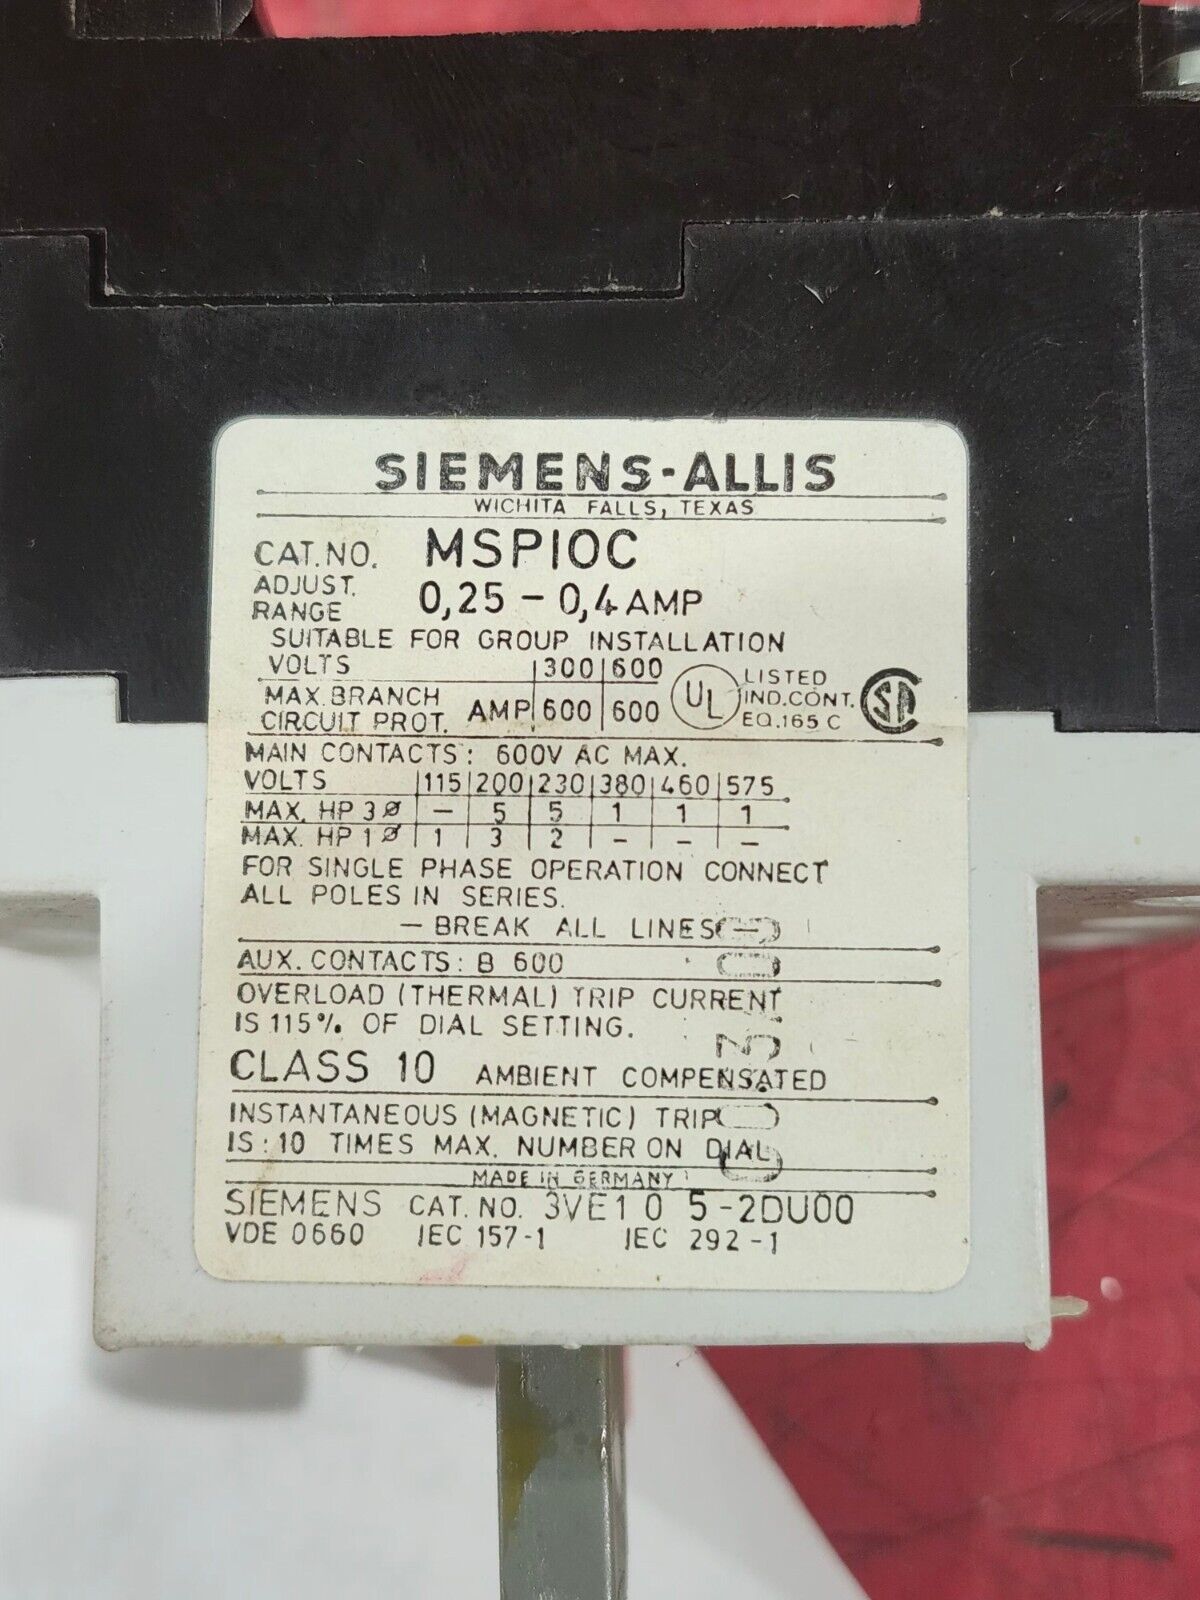 SIEMENS-ALLIS
WICHITA FALLS, TEXAS
CAT. NO. MSP10C
ADJUST. RANGE 0,25 - 0,4 AMP
SUITABLE FOR GROUP INSTALLATION
VOLTS 300 600
MAX. BRANCH CIRCUIT PROT. AMP 600 600
UL LISTED IND. CONT. EQ. 165 C SA
MAIN CONTACTS: 600V AC MAX.
VOLTS 115 200 230 380 460 575
MAX. HP 3Ø - 5 5 1 1 1
MAX. HP 1Ø 1 3 2 - - -
FOR SINGLE PHASE OPERATION CONNECT
ALL POLES IN SERIES.
- BREAK ALL LINES
AUX. CONTACTS: B 600
OVERLOAD (THERMAL) TRIP CURRENT
IS 115% OF DIAL SETTING.
CLASS 10 AMBIENT COMPENSATED
INSTANTANEOUS (MAGNETIC) TRIP
IS: 10 TIMES MAX. NUMBER ON DIAL
MADE IN GERMANY
SIEMENS CAT. NO. 3VE1 0 5-2DU00
VDE 0660 IEC 157-1 IEC 292-1